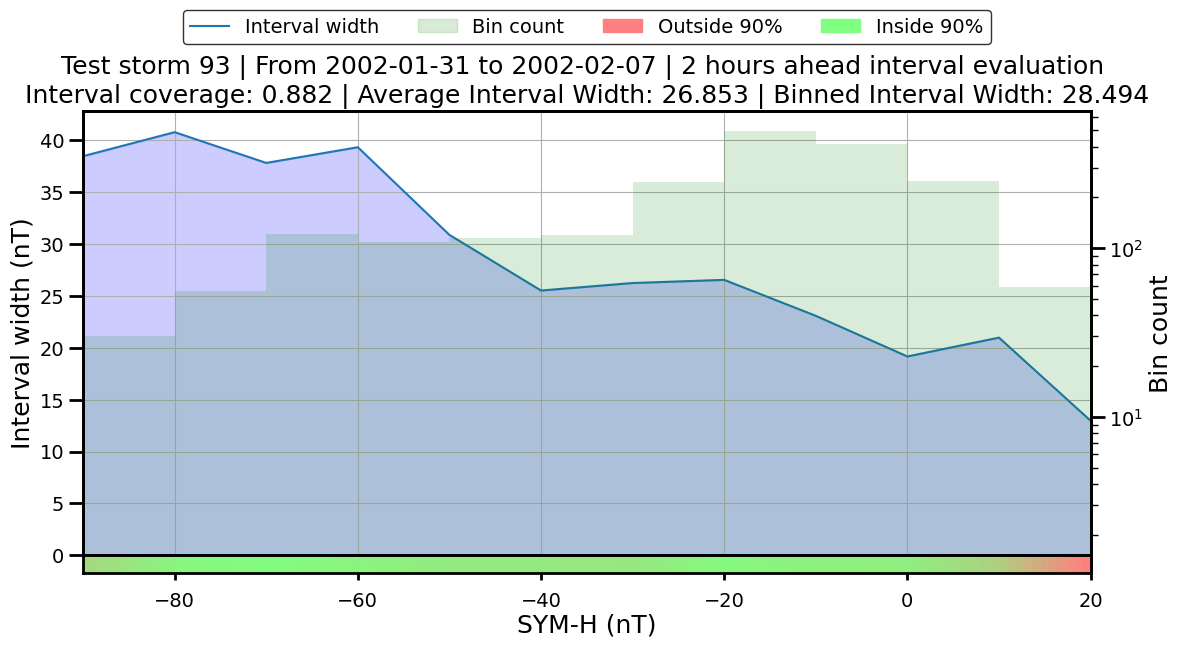 Interval width Bin count Outside 90% Inside 90%
Test storm 93 | From 2002-01-31 to 2002-02-07 | 2 hours ahead interval evaluation
Interval coverage: 0.882 | Average Interval Width: 26.853 | Binned Interval Width: 28.494
Interval width (nT)
40
35
30
25
20
15
10
5
0
−80 −60 −40 −20 0 20
SYM-H (nT)
10²
10¹
Bin count